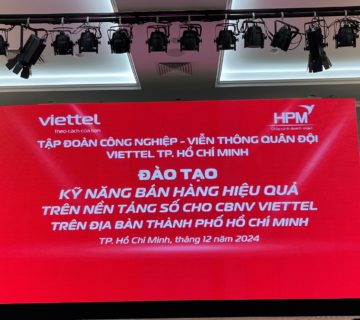 viettel
Theo cách của bạn
HPM
TẬP ĐOÀN CÔNG NGHIỆP - VIỄN THÔNG QUÂN ĐỘI
VIETTEL TP. HỒ CHÍ MINH
ĐÀO TẠO
KỸ NĂNG BÁN HÀNG HIỆU QUẢ
TRÊN NỀN TẢNG SỐ CHO CBNV VIETTEL
TRÊN ĐỊA BÀN THÀNH PHỐ HỒ CHÍ MINH
TP. Hồ Chí Minh, tháng 12 năm 2024